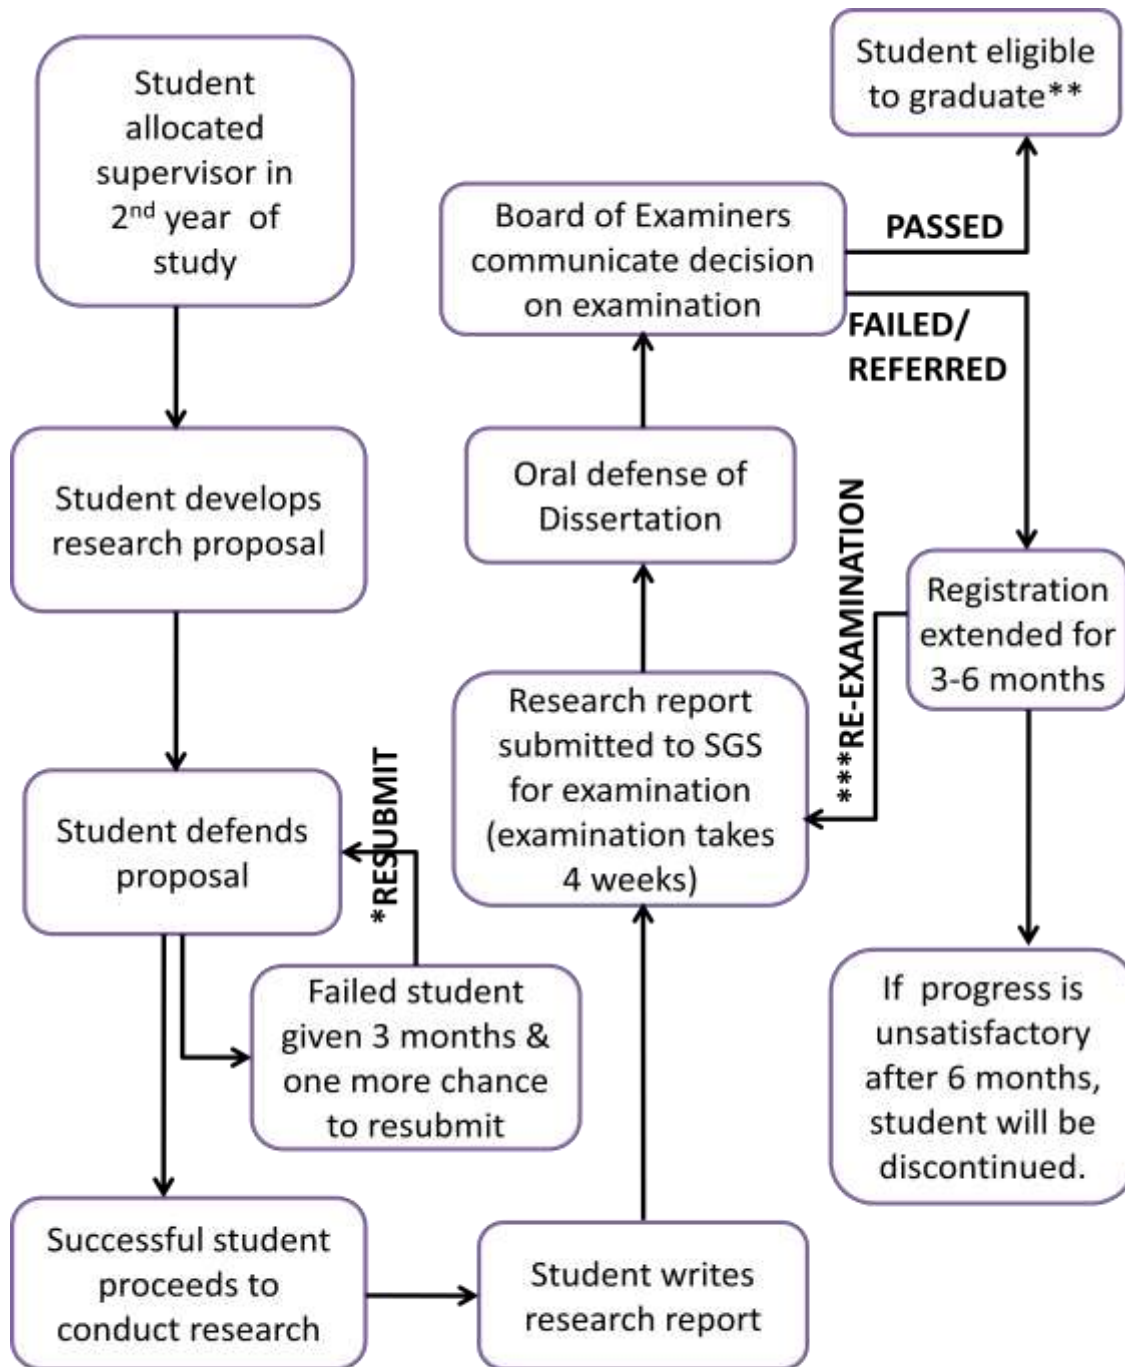 Student
allocated
supervisor in
2nd year of
study
Student develops
research proposal
Student defends
proposal
*RESUBMIT
Failed student
given 3 months &
one more chance
to resubmit
Successful student
proceeds to
conduct research
Student writes
research report
Research report
submitted to SGS
for examination
(examination takes
4 weeks)
Oral defense of
Dissertation
Board of Examiners
communicate decision
on examination
PASSED
Student eligible
to graduate**
FAILED/
REFERRED
Registration
extended for
3-6 months
***RE-EXAMINATION
If progress is
unsatisfactory
after 6 months,
student will be
discontinued.